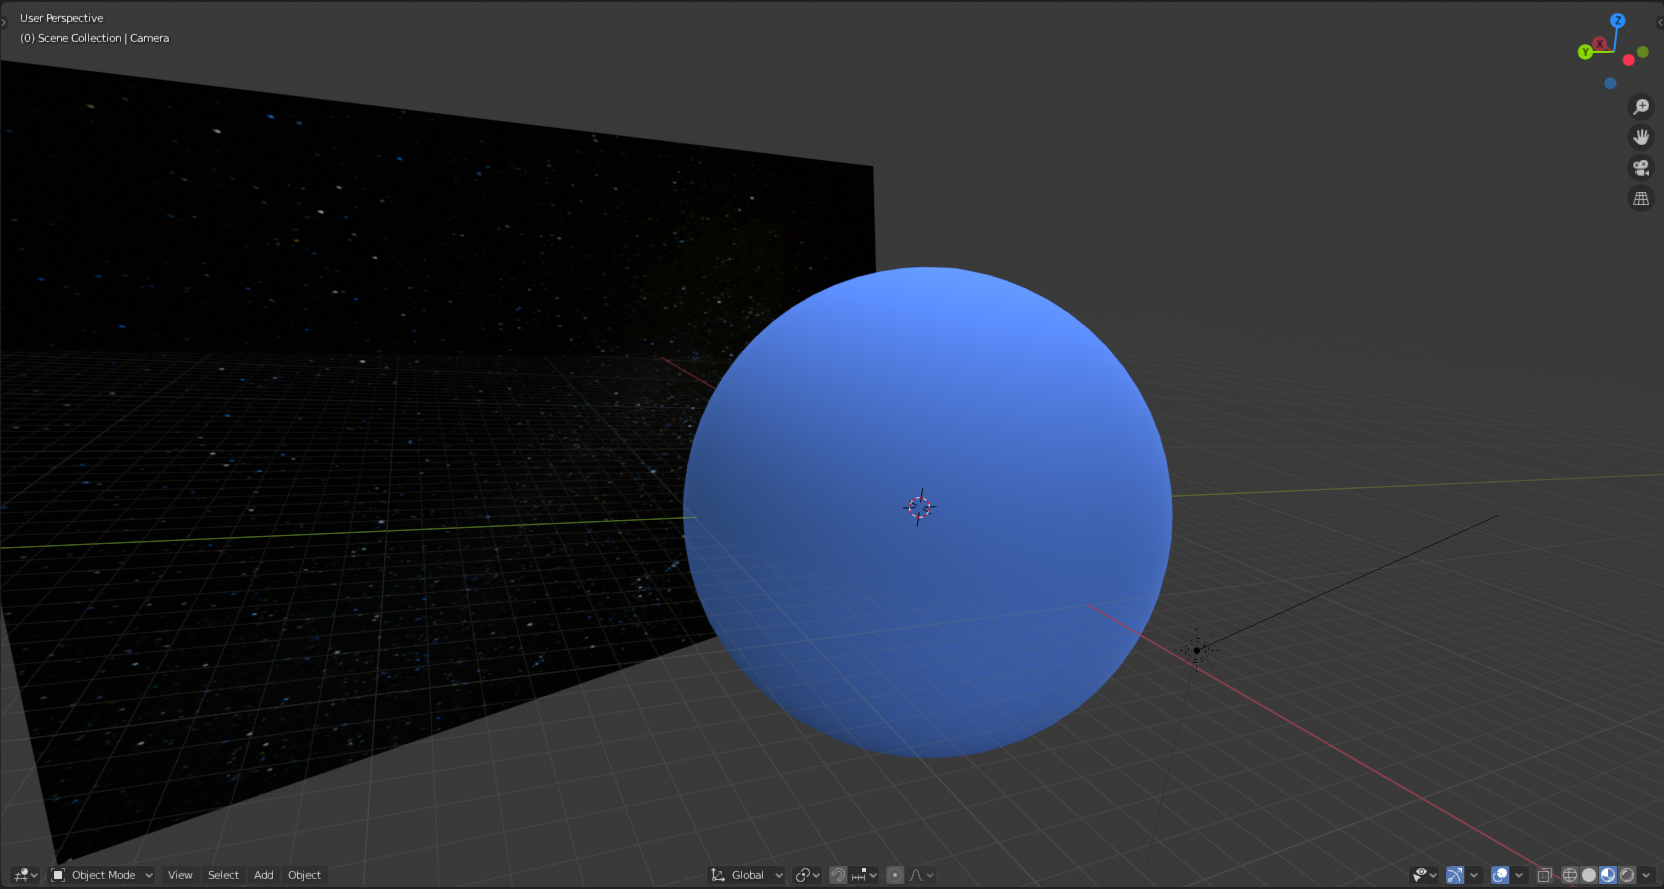 User Perspective
(0) Scene Collection | Camera
Z
X
Y
Object Mode
View
Select
Add
Object
Global